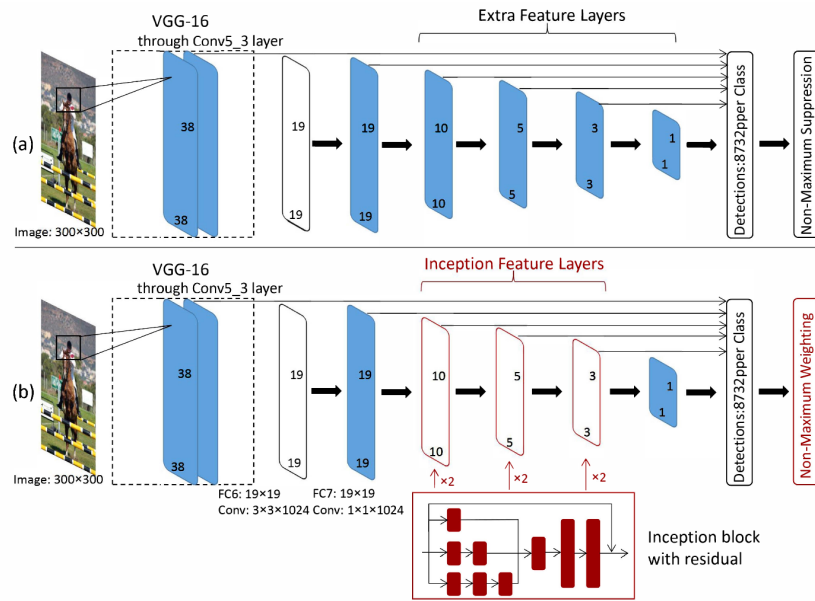 VGG-16
through Conv5_3 layer
Extra Feature Layers
(a)
38
38
19
19
19
19
10
10
5
5
3
3
1
1
Detections:8732pper Class
Non-Maximum Suppression
Image: 300×300
VGG-16
through Conv5_3 layer
Inception Feature Layers
(b)
38
38
19
19
19
19
10
10
5
5
3
3
1
1
Detections:8732pper Class
Non-Maximum Weighting
Image: 300×300
FC6: 19×19
Conv: 3×3×1024
FC7: 19×19
Conv: 1×1×1024
×2
×2
×2
Inception block
with residual